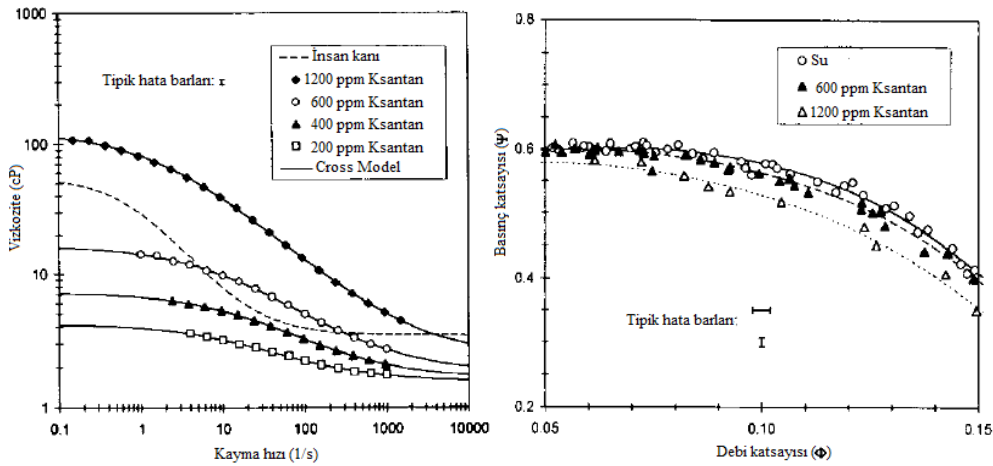 1000
100
10
1
Vizkozite (cP)
Tipik hata barları:
İnsan kanı
1200 ppm Ksantan
600 ppm Ksantan
400 ppm Ksantan
200 ppm Ksantan
Cross Model
0.1 1 10 100 1000 10000
Kayma hızı (1/s)
0.8
0.6
0.4
0.2
Basınç katsayısı (Ψ)
Su
600 ppm Ksantan
1200 ppm Ksantan
Tipik hata barları:
0.05 0.10 0.15
Debi katsayısı (Φ)